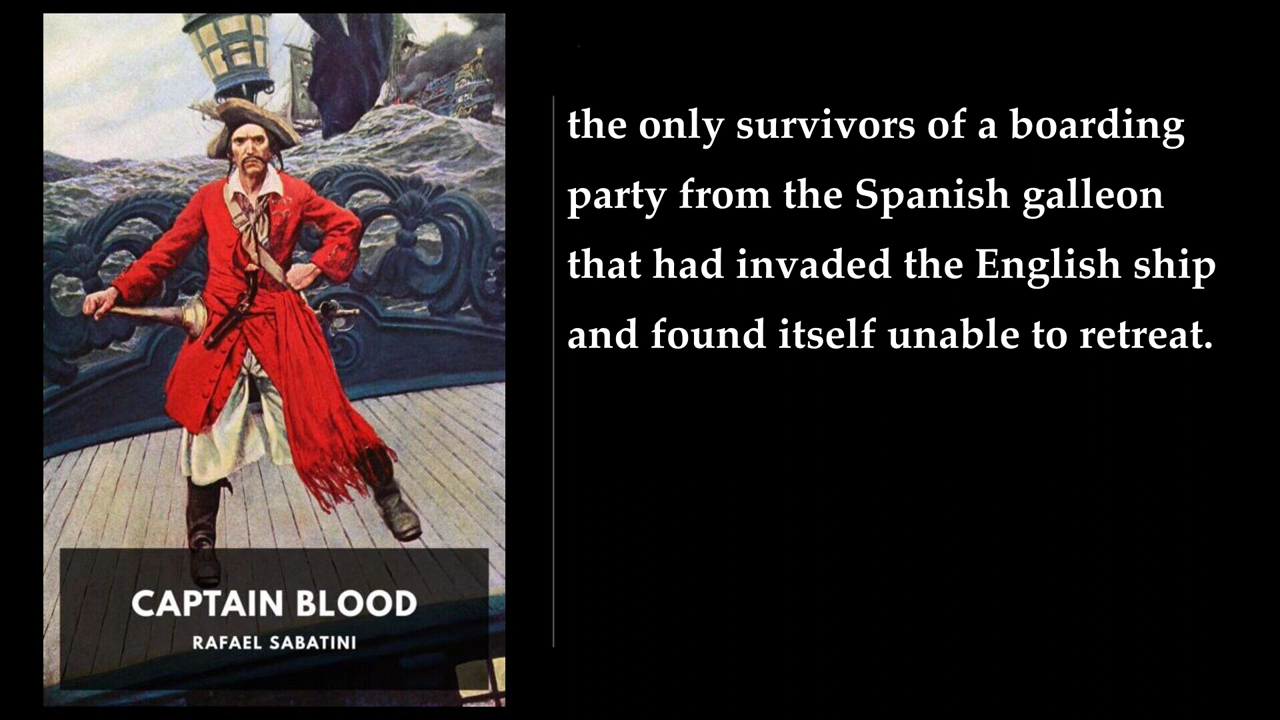 the only survivors of a boarding
party from the Spanish galleon
that had invaded the English ship
and found itself unable to retreat.
CAPTAIN BLOOD
RAFAEL SABATINI